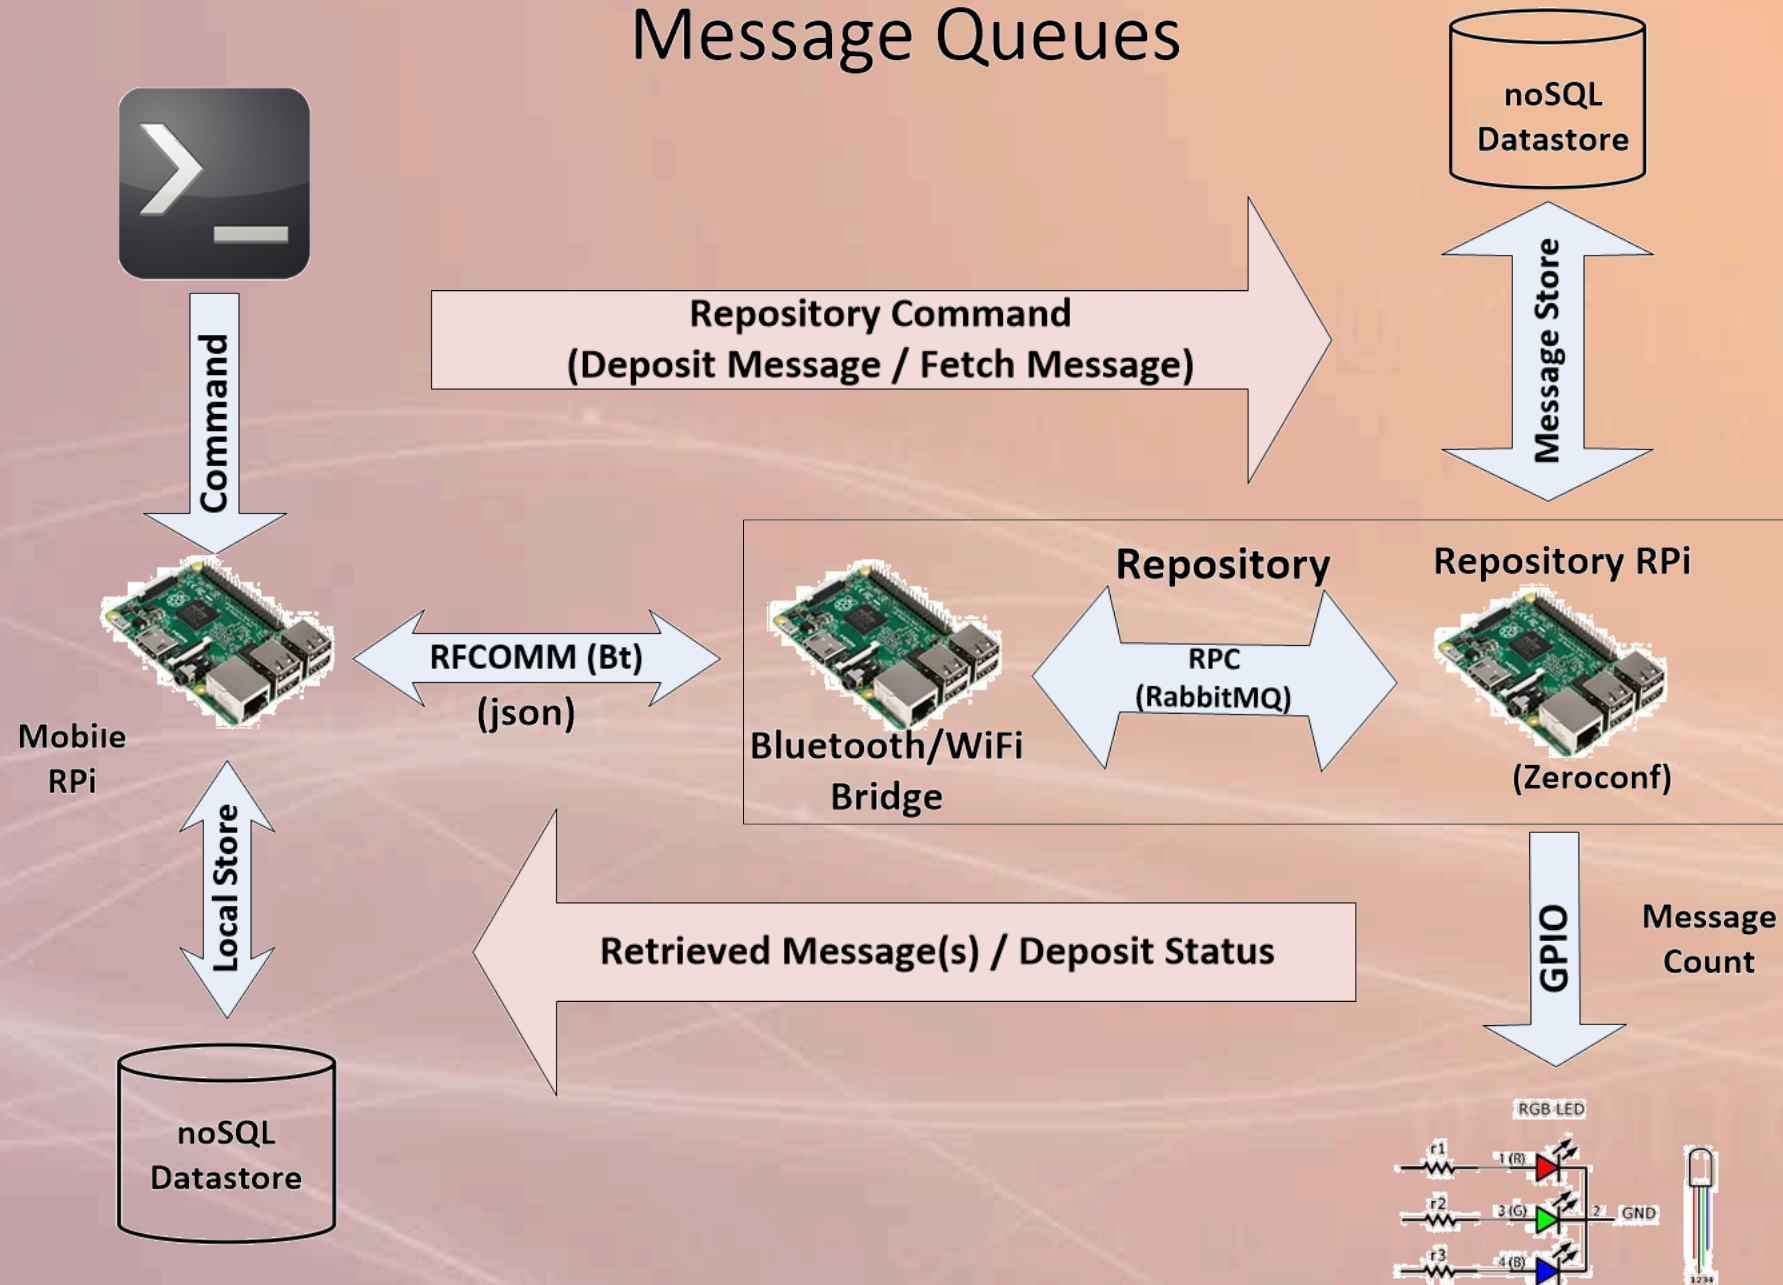 Message Queues
noSQL
Datastore
Command
Repository Command
(Deposit Message / Fetch Message)
Message Store
Repository
Repository RPi
RFCOMM (Bt)
(json)
RPC
(RabbitMQ)
Mobile
RPi
Bluetooth/WiFi
Bridge
(Zeroconf)
Local Store
Retrieved Message(s) / Deposit Status
GPIO
Message
Count
noSQL
Datastore
RGB LED
r1
1 (R)
r2
3 (G)
2
GND
r3
4 (B)
1234